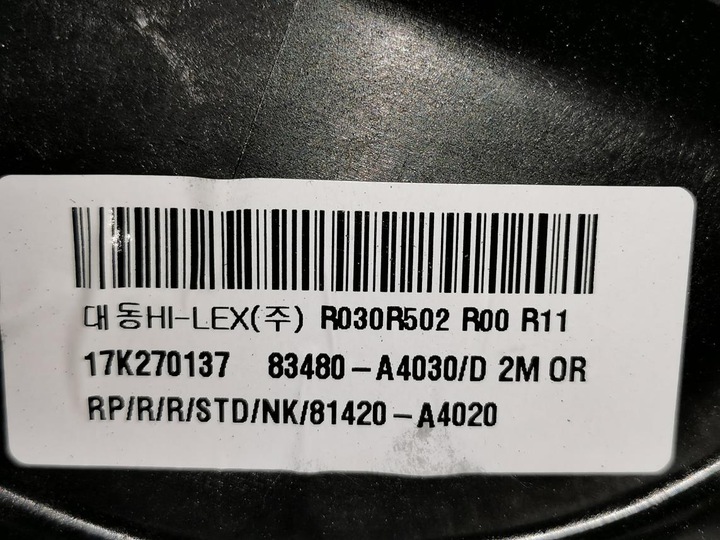 대동HI-LEX(주) R030R502 R00 R11
17K270137 83480-A4030/D 2M OR
RP/R/R/STD/NK/81420-A4020